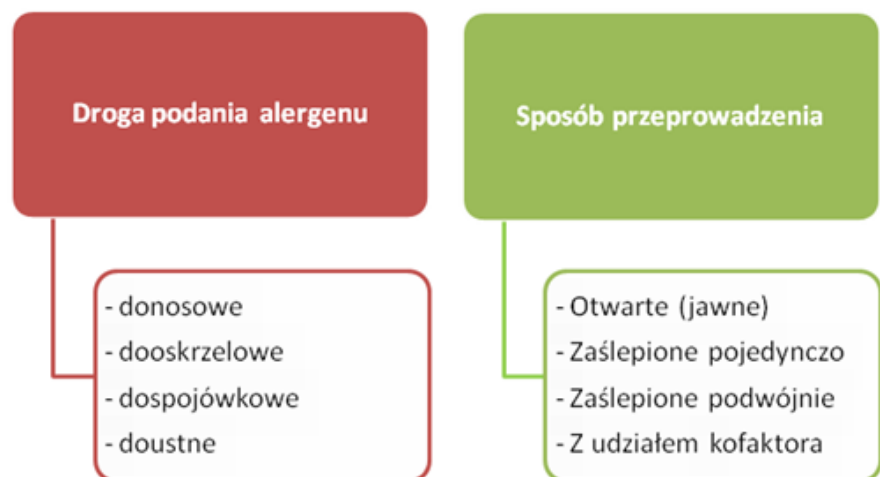 Droga podania alergenu
- donosowe
- dooskrzelowe
- dospojówkowe
- doustne
Sposób przeprowadzenia
- Otwarte (jawne)
- Zaślepione pojedynczo
- Zaślepione podwójnie
- Z udziałem kofaktora